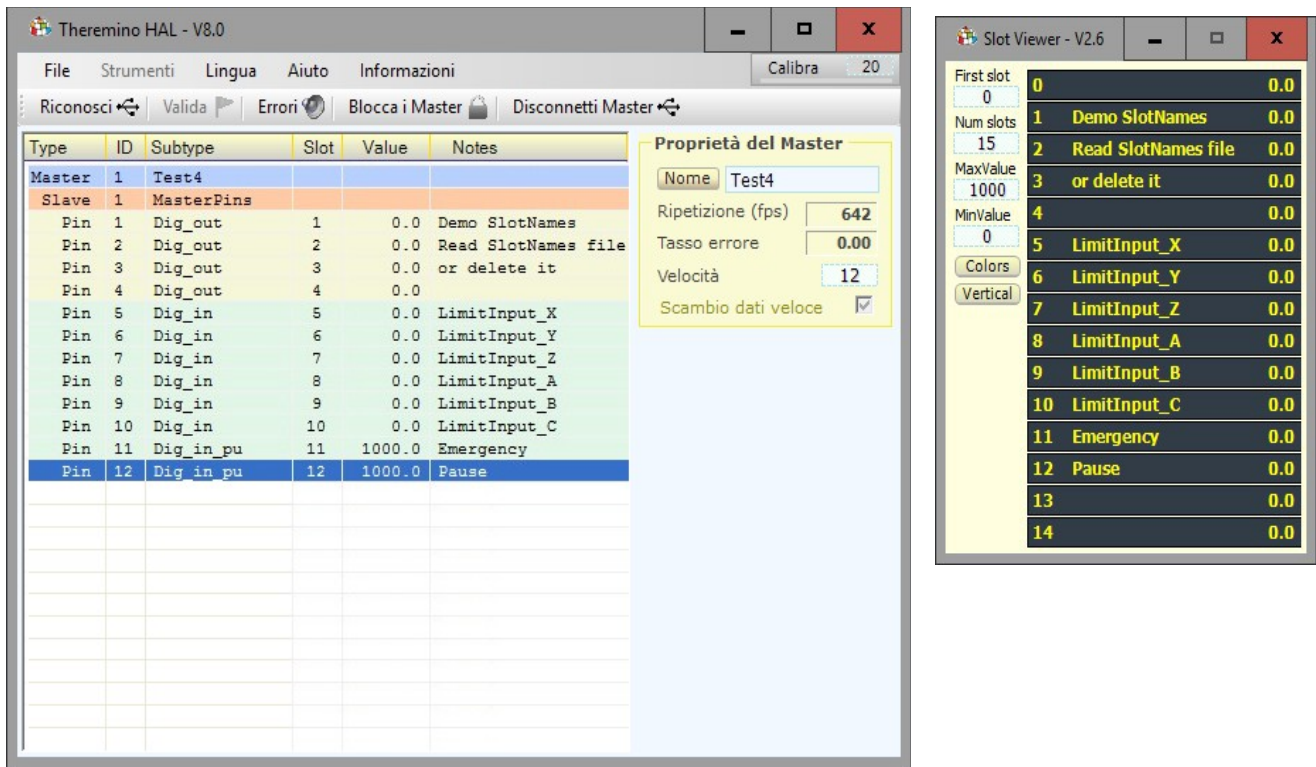 Theremino HAL - V8.0
File Strumenti Lingua Aiuto Informazioni Calibra 20
Riconosci Valida Errori Blocca i Master Disconnetti Master
Type ID Subtype Slot Value Notes
Master 1 Test4
Slave 1 MasterPins
Pin 1 Dig_out 1 0.0 Demo SlotNames
Pin 2 Dig_out 2 0.0 Read SlotNames file
Pin 3 Dig_out 3 0.0 or delete it
Pin 4 Dig_out 4 0.0
Pin 5 Dig_in 5 0.0 LimitInput_X
Pin 6 Dig_in 6 0.0 LimitInput_Y
Pin 7 Dig_in 7 0.0 LimitInput_Z
Pin 8 Dig_in 8 0.0 LimitInput_A
Pin 9 Dig_in 9 0.0 LimitInput_B
Pin 10 Dig_in 10 0.0 LimitInput_C
Pin 11 Dig_in_pu 11 1000.0 Emergency
Pin 12 Dig_in_pu 12 1000.0 Pause
Proprietà del Master
Nome Test4
Ripetizione (fps) 642
Tasso errore 0.00
Velocità 12
Scambio dati veloce
Slot Viewer - V2.6
First slot
0
Num slots
15
MaxValue
1000
MinValue
0
Colors
Vertical
0 0.0
1 Demo SlotNames 0.0
2 Read SlotNames file 0.0
3 or delete it 0.0
4 0.0
5 LimitInput_X 0.0
6 LimitInput_Y 0.0
7 LimitInput_Z 0.0
8 LimitInput_A 0.0
9 LimitInput_B 0.0
10 LimitInput_C 0.0
11 Emergency 0.0
12 Pause 0.0
13 0.0
14 0.0